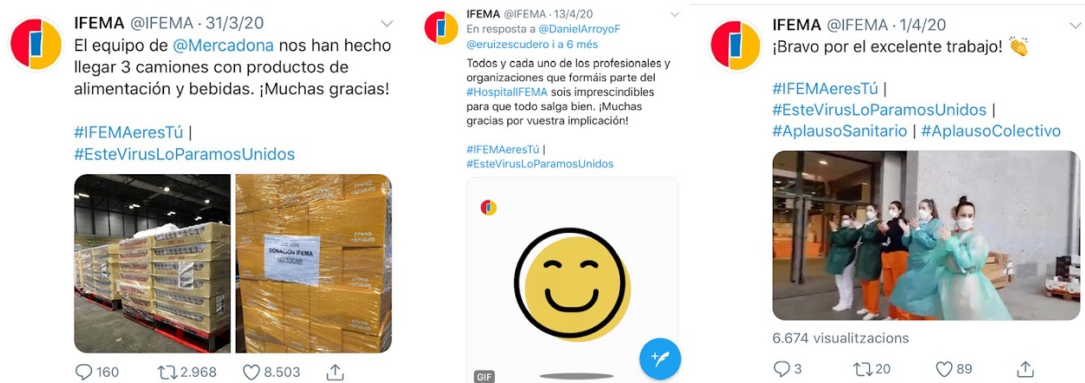 IFEMA @IFEMA · 31/3/20
El equipo de @Mercadona nos han hecho
llegar 3 camiones con productos de
alimentación y bebidas. ¡Muchas gracias!
#IFEMAeresTú |
#EsteVirusLoParamosUnidos
DONACIÓN IFEMA
NO TOCAR
160 2.968 8.503
IFEMA @IFEMA · 13/4/20
En resposta a @DanielArroyoF
@eruizescudero i a 6 més
Todos y cada uno de los profesionales y
organizaciones que formáis parte del
#HospitalIFEMA sois imprescindibles
para que todo salga bien. ¡Muchas
gracias por vuestra implicación!
#IFEMAeresTú |
#EsteVirusLoParamosUnidos
GIF
IFEMA @IFEMA · 1/4/20
¡Bravo por el excelente trabajo! 👏
#IFEMAeresTú |
#EsteVirusLoParamosUnidos |
#AplausoSanitario | #AplausoColectivo
6.674 visualitzacions
3 20 89